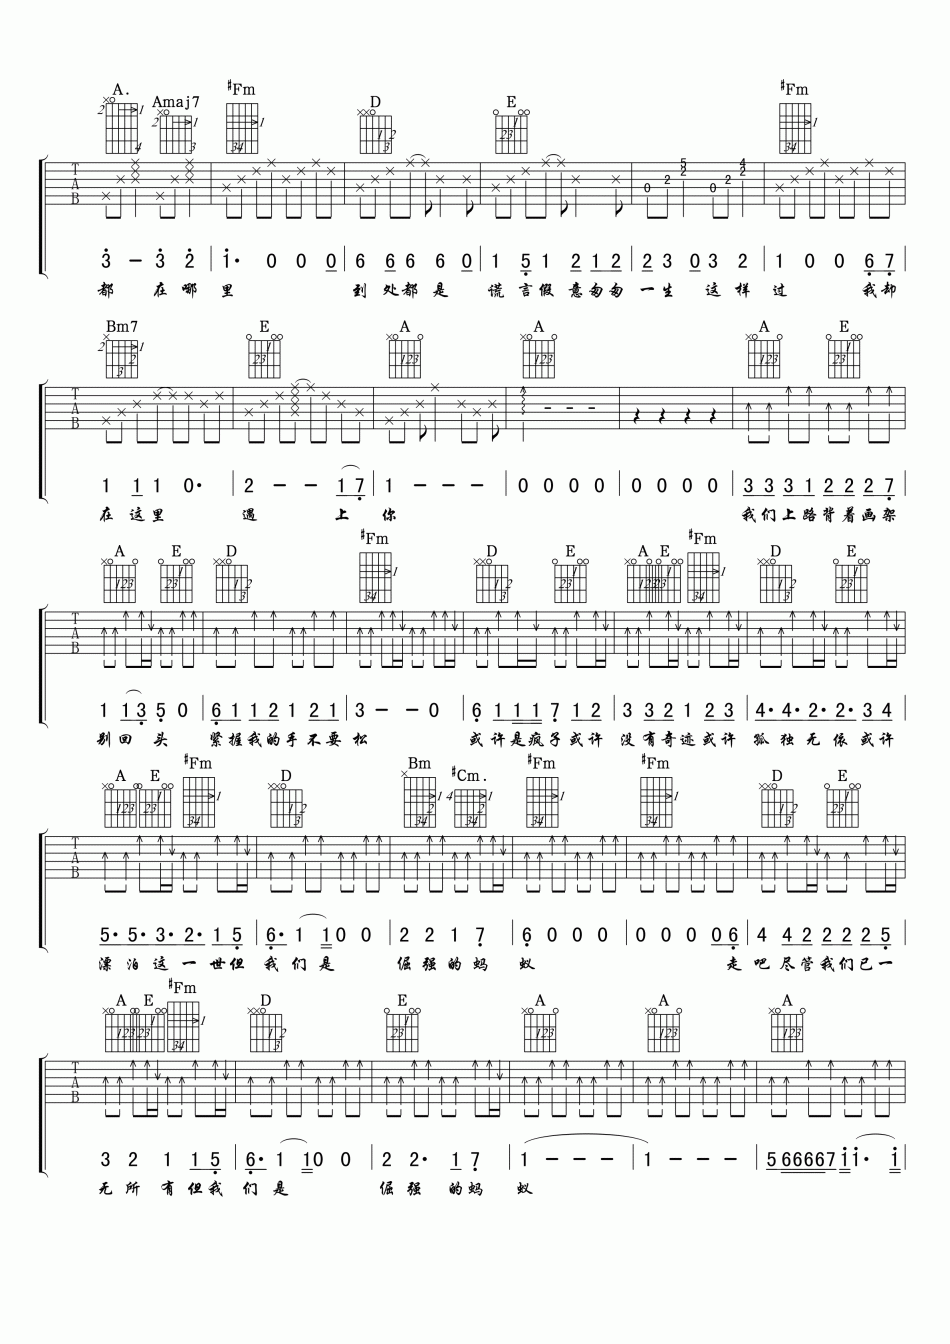 A. Amaj7 #Fm D E #Fm
3 - 3 2 | 1· 0 0 0 | 6 6 6 6 0 | 1 5 1 2 1 2 | 2 3 0 3 2 | 1 0 0 6 7 |
都 在 哪 里 到 处 都 是 谎 言 假 意 匆 匆 一 生 这 样 过 我 却
Bm7 E A A A E
1 1 1 0· | 2 - - 1 7 | 1 - - - | 0 0 0 0 | 0 0 0 0 | 3 3 3 1 2 2 2 7 |
在 这 里 遇 上 你 我 们 上 路 背 着 画 架
A E D #Fm D E A E #Fm D E
1 1 3 5 0 | 6 1 1 2 1 2 1 | 3 - - 0 | 6 1 1 1 7 1 2 | 3 3 2 1 2 3 | 4· 4· 2· 2· 3 4 |
别 回 头 紧 握 我 的 手 不 要 松 或 许 是 疯 子 或 许 没 有 奇 迹 或 许 孤 独 无 依 或 许
A E #Fm D Bm #Cm. #Fm #Fm D E
5· 5· 3· 2· 1 5 | 6· 1 1 0 0 | 2 2 1 7 | 6 0 0 0 | 0 0 0 0 6 | 4 4 2 2 2 2 5 |
漂 泊 这 一 世 但 我 们 是 倔 强 的 蚂 蚁 走 吧 尽 管 我 们 已 一
A E #Fm D E A A A
3 2 1 1 5 | 6· 1 1 0 0 | 2 2· 1 7 | 1 - - - | 1 - - - | 5 6 6 6 6 7 1 1· 1 |
无 所 有 但 我 们 是 倔 强 的 蚂 蚁